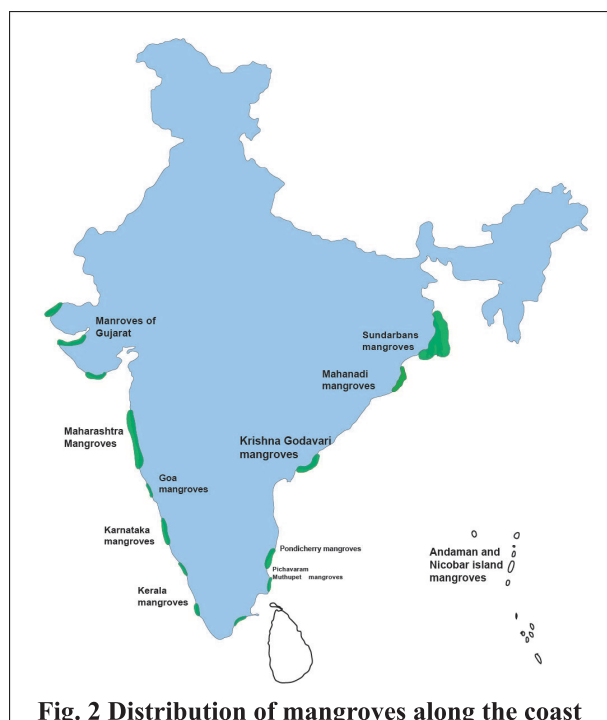 Manroves of
Gujarat
Sundarbans
mangroves
Mahanadi
mangroves
Maharashtra
Mangroves
Krishna Godavari
mangroves
Goa
mangroves
Karnataka
mangroves
Pondicherry mangroves
Pichavaram
Muthupet mangroves
Andaman and
Nicobar island
mangroves
Kerala
mangroves
Fig. 2 Distribution of mangroves along the coast